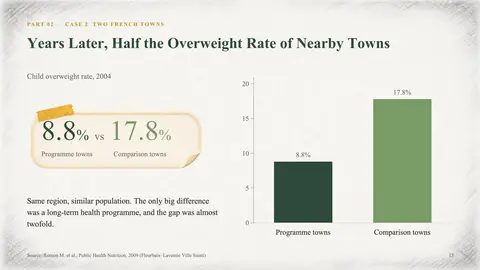 PART 02 — CASE 2 TWO FRENCH TOWNS
Years Later, Half the Overweight Rate of Nearby Towns
Child overweight rate, 2004
8.8% vs 17.8%
Programme towns
Comparison towns
Same region, similar population. The only big difference
was a long-term health programme, and the gap was almost
twofold.
20
15
10
5
0
8.8%
17.8%
Programme towns
Comparison towns
Source: Romon M. et al., Public Health Nutrition, 2009 (Fleurbaix- Laventie Ville Santé).